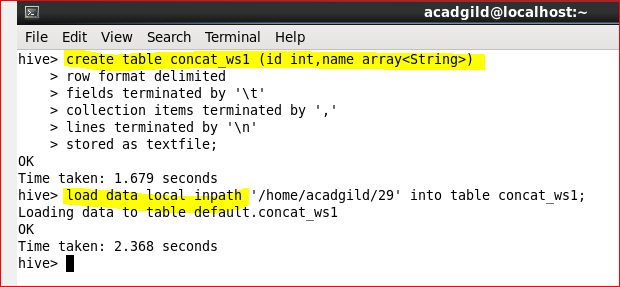 acadgild@localhost:~
File Edit View Search Terminal Help
hive> create table concat_ws1 (id int,name array<String>)
    > row format delimited
    > fields terminated by '\t'
    > collection items terminated by ','
    > lines terminated by '\n'
    > stored as textfile;
OK
Time taken: 1.679 seconds
hive> load data local inpath '/home/acadgild/29' into table concat_ws1;
Loading data to table default.concat_ws1
OK
Time taken: 2.368 seconds
hive>